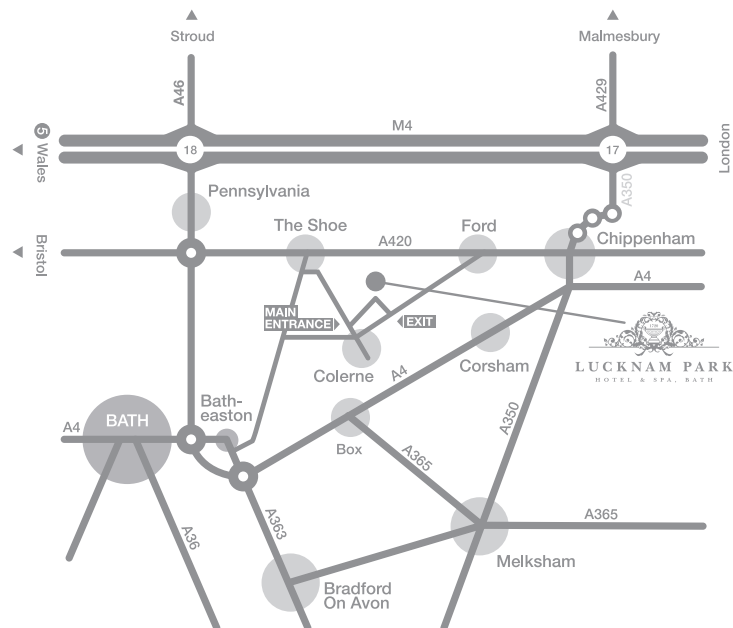 Stroud
Malmesbury
A46
A429
M4
5 Wales
18
17
London
A350
Pennsylvania
The Shoe
A420
Ford
Chippenham
Bristol
A4
MAIN
ENTRANCE
EXIT
LUCKNAM PARK
HOTEL & SPA, BATH
Colerne
A4
Corsham
Bath-
easton
A4
BATH
Box
A365
A350
A36
A363
A365
Melksham
Bradford
On Avon